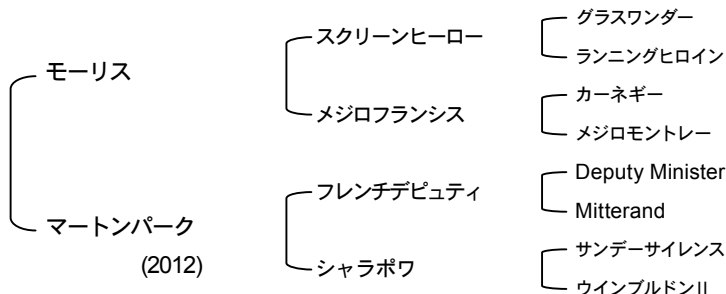 モーリス
マートンパーク
(2012)
スクリーンヒーロー
メジロフランシス
フレンチデピュティ
シャラポワ
グラスワンダー
ランニングヒロイン
カーネギー
メジロモントレー
Deputy Minister
Mitterand
サンデーサイレンス
ウインブルドンⅡ